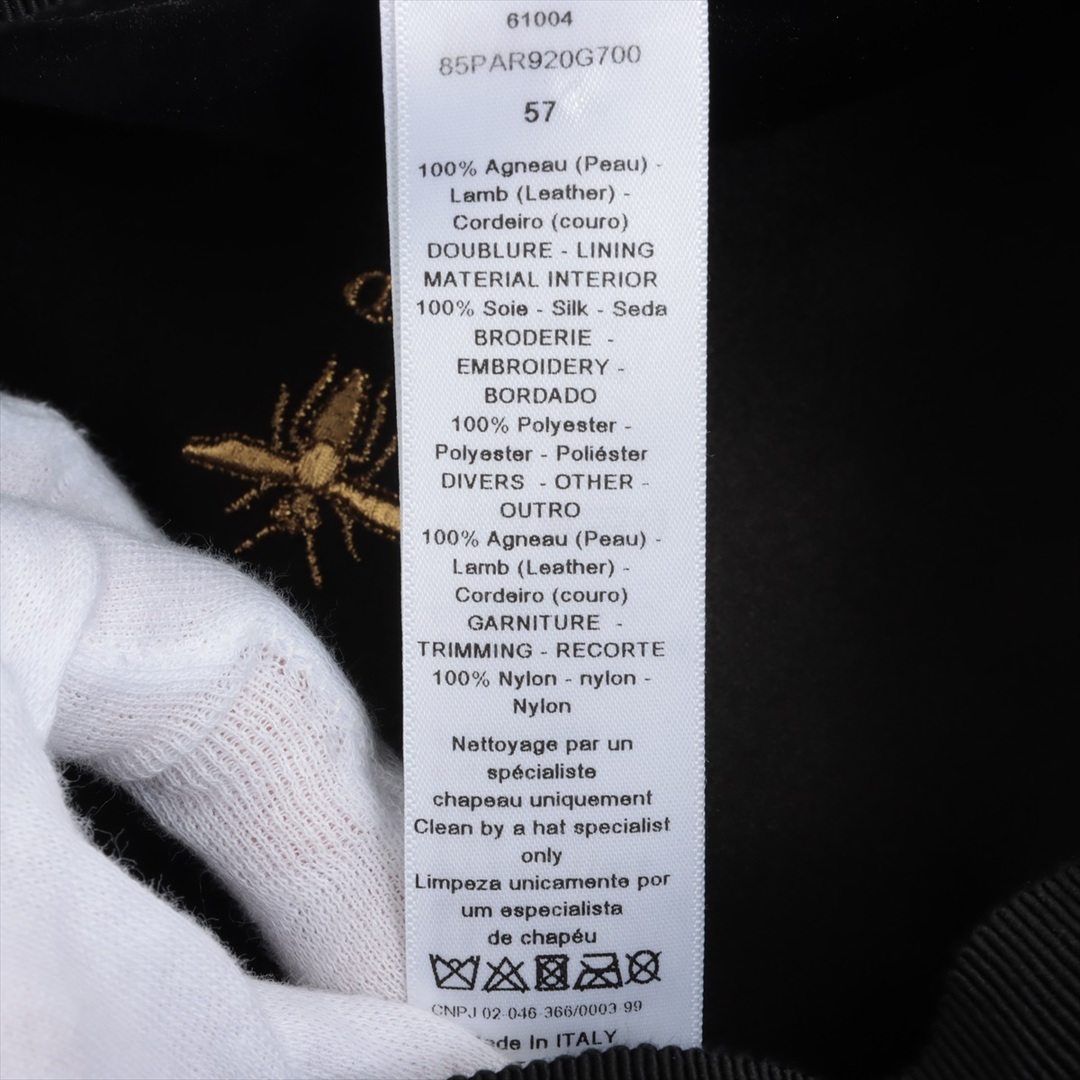 61004
85PAR920G700
57
100% Agneau (Peau) -
Lamb (Leather) -
Cordeiro (couro)
DOUBLURE - LINING
MATERIAL INTERIOR
100% Soie - Silk - Seda
BRODERIE -
EMBROIDERY -
BORDADO
100% Polyester -
Polyester - Poliéster
DIVERS - OTHER -
OUTRO
100% Agneau (Peau) -
Lamb (Leather) -
Cordeiro (couro)
GARNITURE -
TRIMMING - RECORTE
100% Nylon - nylon -
Nylon
Nettoyage par un
spécialiste
chapeau uniquement
Clean by a hat specialist
only
Limpeza unicamente por
um especialista
de chapéu
CNPJ 02-046-366/0003-99
In ITALY